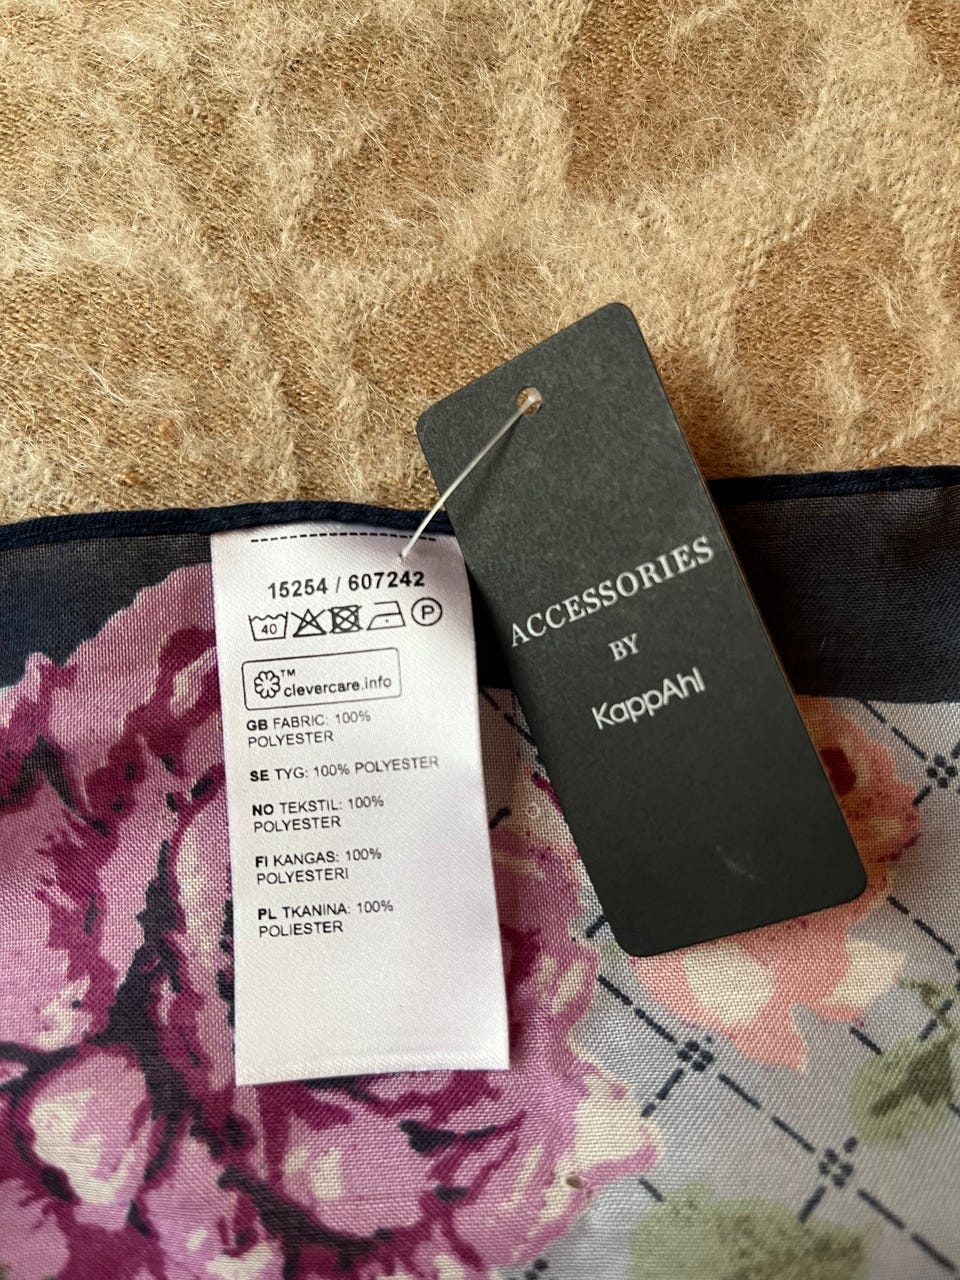 15254 / 607242
40
P
™
clevercare.info
GB FABRIC: 100%
POLYESTER
SE TYG: 100% POLYESTER
NO TEKSTIL: 100%
POLYESTER
FI KANGAS: 100%
POLYESTERI
PL TKANINA: 100%
POLIESTER
ACCESSORIES
BY
KappAhl